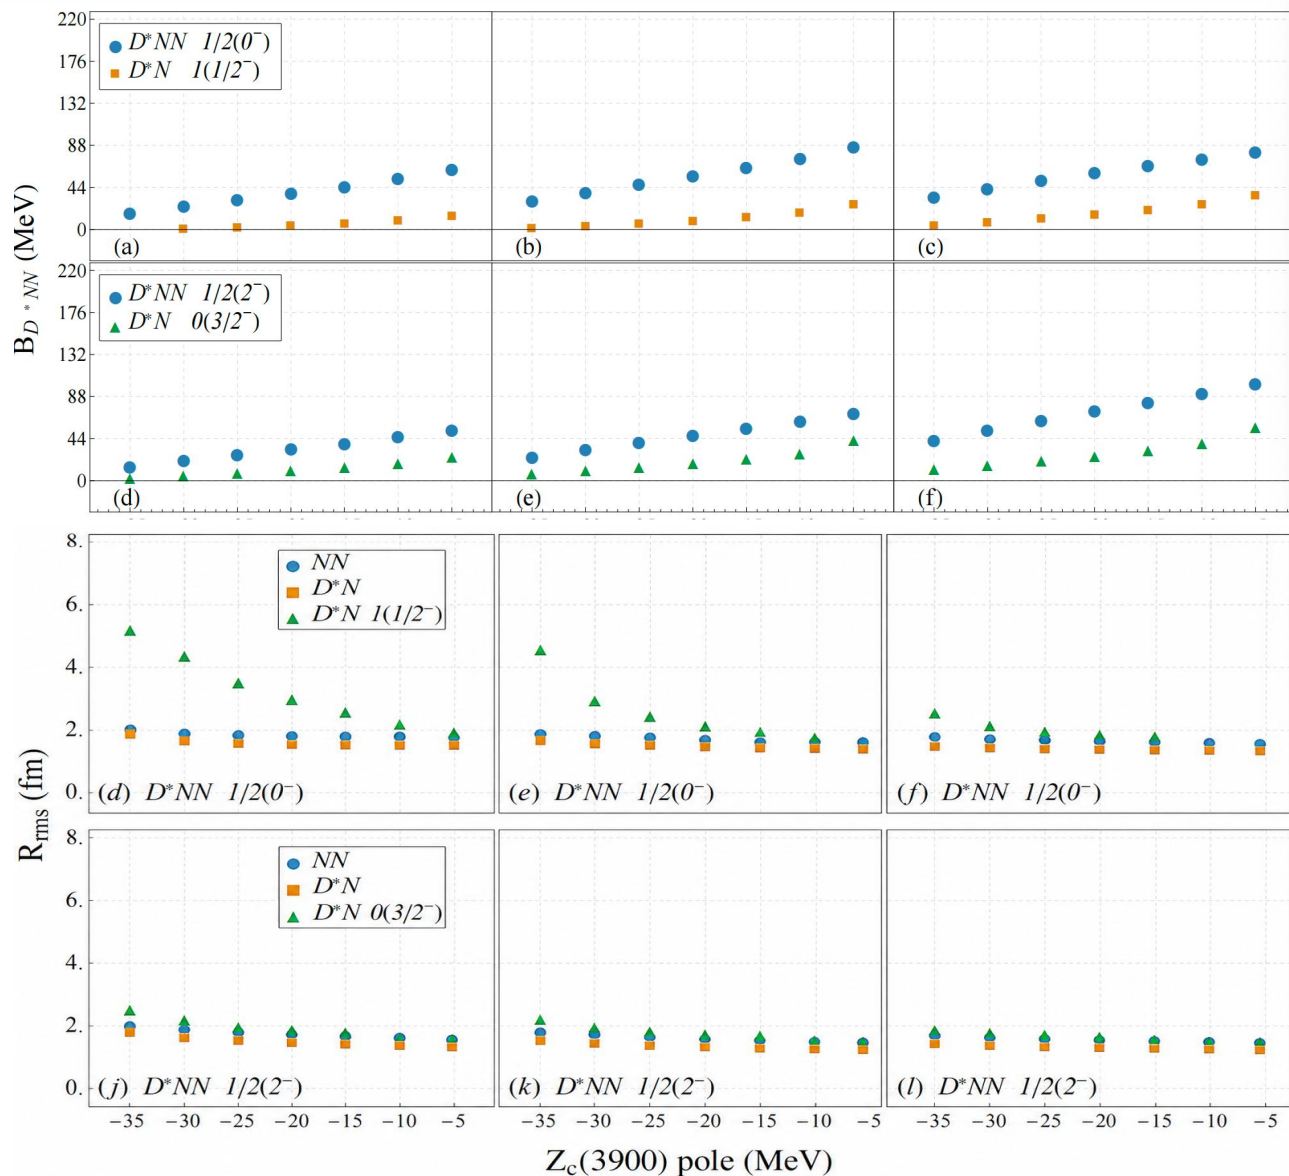 220
176
132
88
44
0
D*NN 1/2(0⁻)
D*N 1(1/2⁻)
(a)
(b)
(c)
B_{D*NN} (MeV)
220
176
132
88
44
0
D*NN 1/2(2⁻)
D*N 0(3/2⁻)
(d)
(e)
(f)
8.
6.
4.
2.
0.
NN
D*N
D*N 1(1/2⁻)
(d) D*NN 1/2(0⁻)
(e) D*NN 1/2(0⁻)
(f) D*NN 1/2(0⁻)
R_{rms} (fm)
8.
6.
4.
2.
0.
NN
D*N
D*N 0(3/2⁻)
(j) D*NN 1/2(2⁻)
(k) D*NN 1/2(2⁻)
(l) D*NN 1/2(2⁻)
−35 −30 −25 −20 −15 −10 −5 −35 −30 −25 −20 −15 −10 −5 −35 −30 −25 −20 −15 −10 −5
Z_c(3900) pole (MeV)